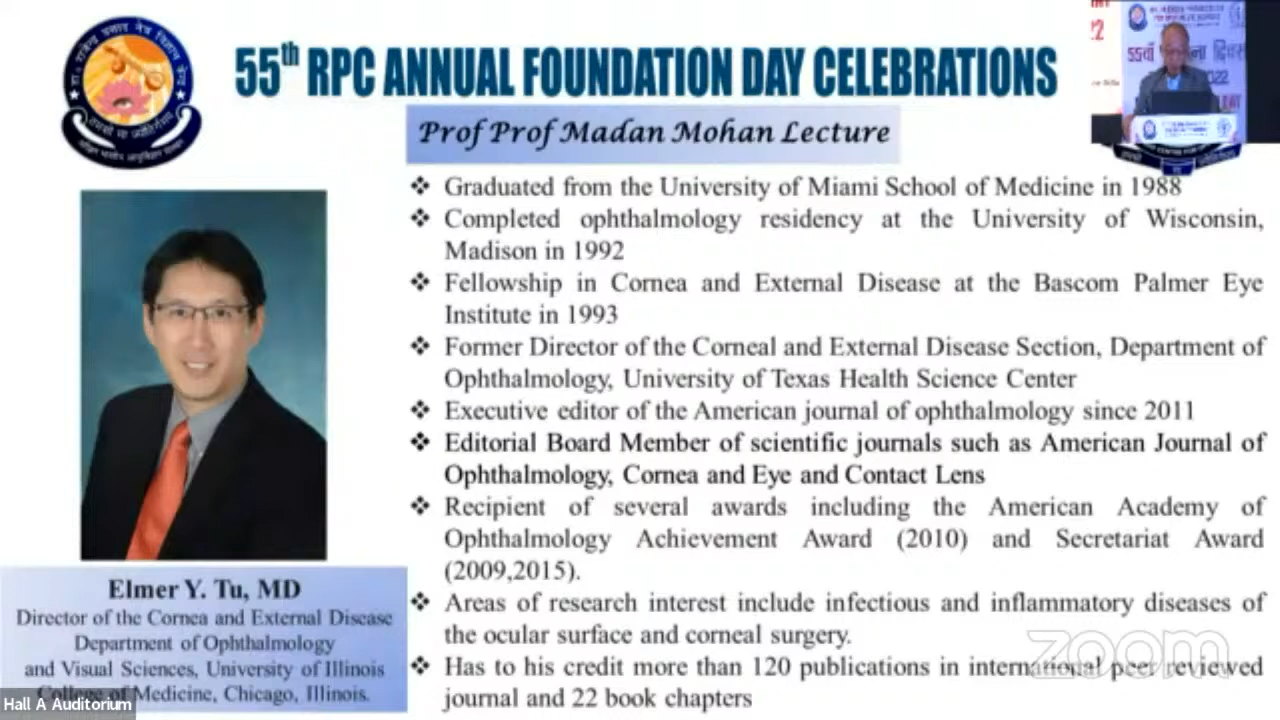 55th RPC ANNUAL FOUNDATION DAY CELEBRATIONS
Prof Prof Madan Mohan Lecture
❖ Graduated from the University of Miami School of Medicine in 1988
❖ Completed ophthalmology residency at the University of Wisconsin,
Madison in 1992
❖ Fellowship in Cornea and External Disease at the Bascom Palmer Eye
Institute in 1993
❖ Former Director of the Corneal and External Disease Section, Department of
Ophthalmology, University of Texas Health Science Center
❖ Executive editor of the American journal of ophthalmology since 2011
❖ Editorial Board Member of scientific journals such as American Journal of
Ophthalmology, Cornea and Eye and Contact Lens
❖ Recipient of several awards including the American Academy of
Ophthalmology Achievement Award (2010) and Secretariat Award
(2009,2015).
❖ Areas of research interest include infectious and inflammatory diseases of
the ocular surface and corneal surgery.
❖ Has to his credit more than 120 publications in international peer reviewed
journal and 22 book chapters
Elmer Y. Tu, MD
Director of the Cornea and External Disease
Department of Ophthalmology
and Visual Sciences, University of Illinois
College of Medicine, Chicago, Illinois.
Hall A Auditorium
zoom
55वाँ
2022